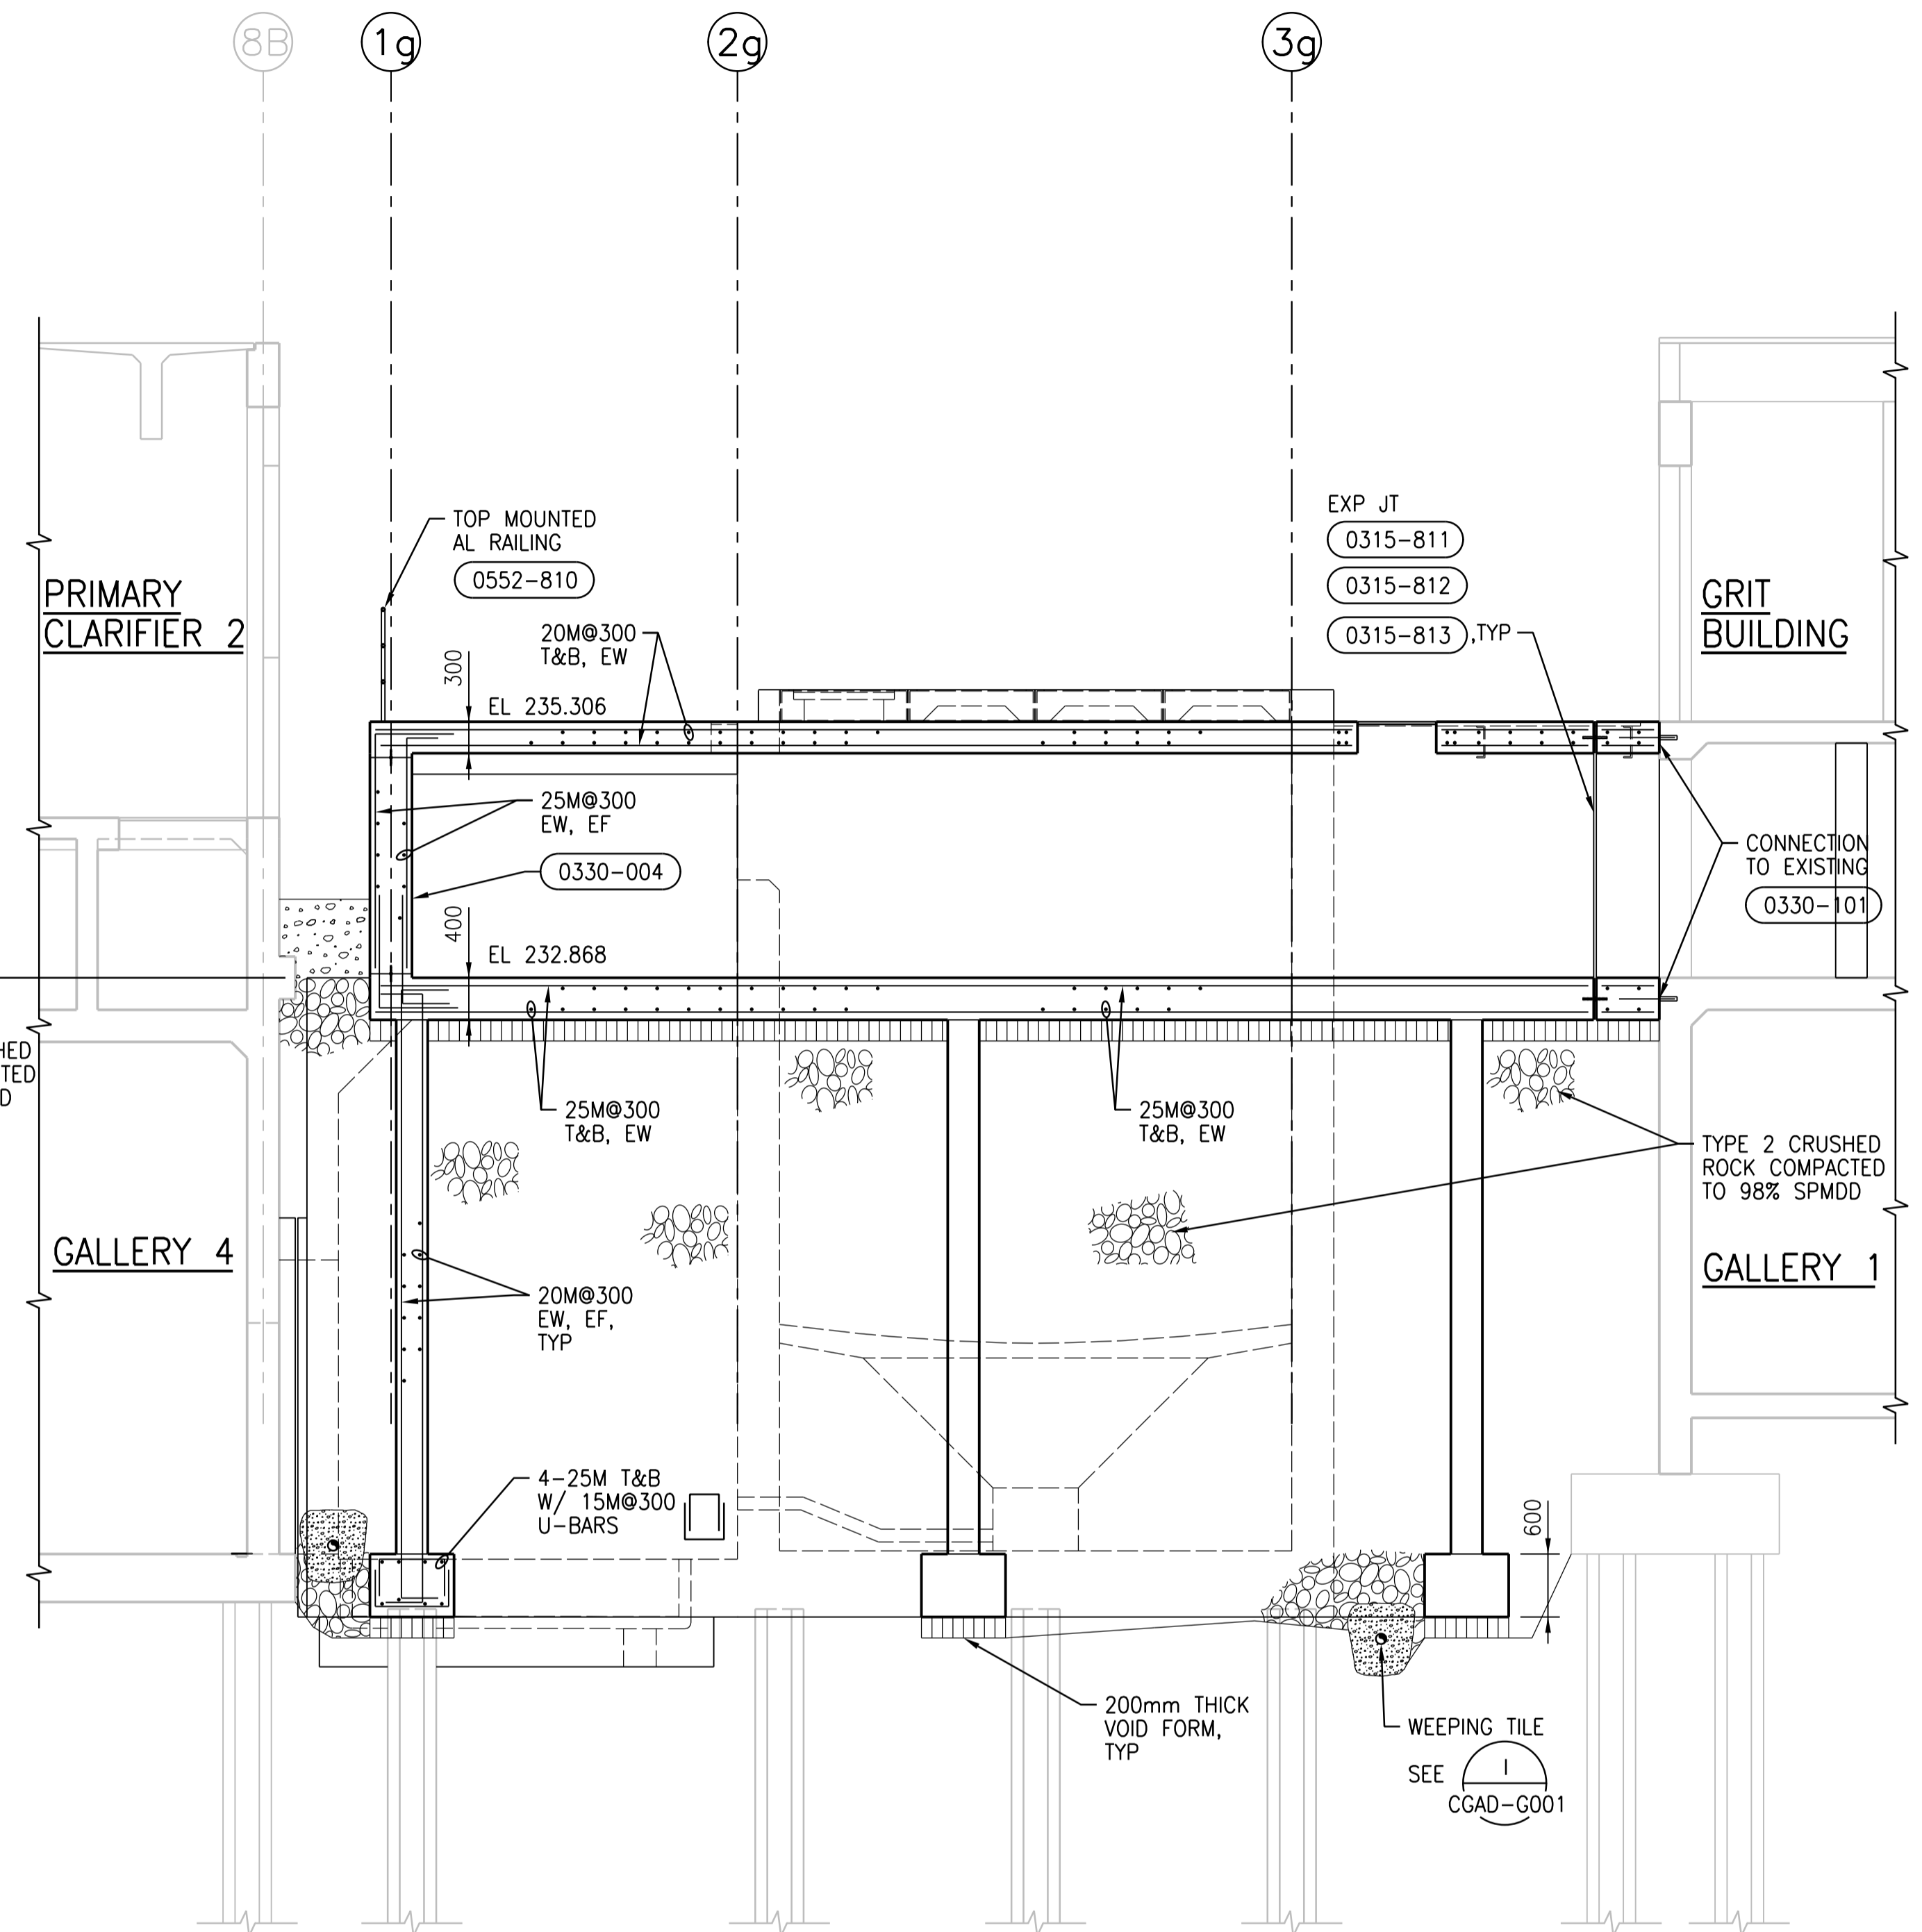 8B
1g
2g
3g
TOP MOUNTED
AL RAILING
0552-810
EXP JT
0315-811
0315-812
0315-813 ,TYP
PRIMARY
CLARIFIER 2
GRIT
BUILDING
20M@300
T&B, EW
300
EL 235.306
25M@300
EW, EF
0330-004
CONNECTION
TO EXISTING
0330-101
400
EL 232.868
HED
TED
D
25M@300
T&B, EW
25M@300
T&B, EW
TYPE 2 CRUSHED
ROCK COMPACTED
TO 98% SPMDD
GALLERY 4
GALLERY 1
20M@300
EW, EF,
TYP
4-25M T&B
W/ 15M@300
U-BARS
600
200mm THICK
VOID FORM,
TYP
WEEPING TILE
SEE
I
CGAD-G001